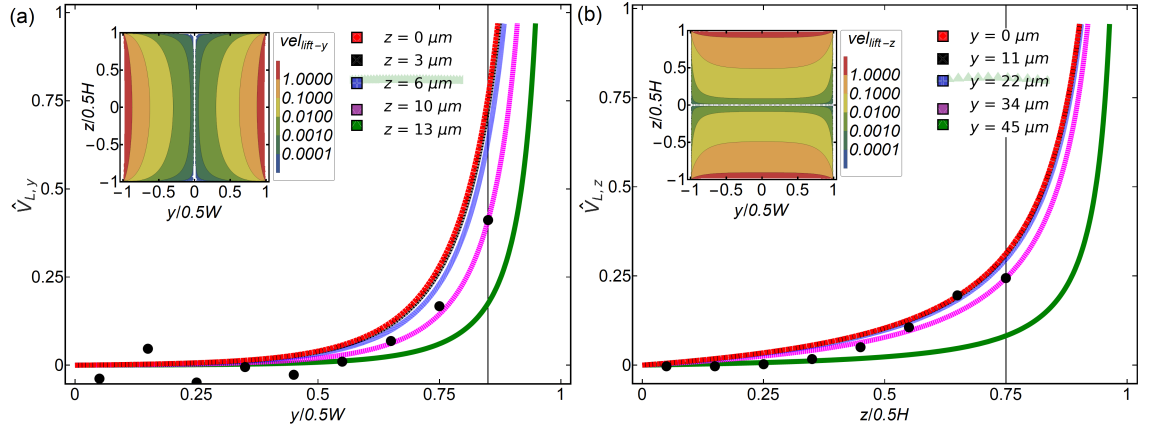 (a)
1
0.75
0.5
0.25
0
V̂L,y
0
0.25
0.5
0.75
1
y/0.5W
1
0.5
0
−0.5
−1
z/0.5H
−1
−0.5
0
0.5
1
y/0.5W
vellift−y
1.0000
0.1000
0.0100
0.0010
0.0001
z = 0 μm
z = 3 μm
z = 6 μm
z = 10 μm
z = 13 μm
(b)
1
0.75
0.5
0.25
0
V̂L,z
0
0.25
0.5
0.75
1
z/0.5H
1
0.5
0
−0.5
−1
z/0.5H
−1
−0.5
0
0.5
1
y/0.5W
vellift−z
1.0000
0.1000
0.0100
0.0010
0.0001
y = 0 μm
y = 11 μm
y = 22 μm
y = 34 μm
y = 45 μm